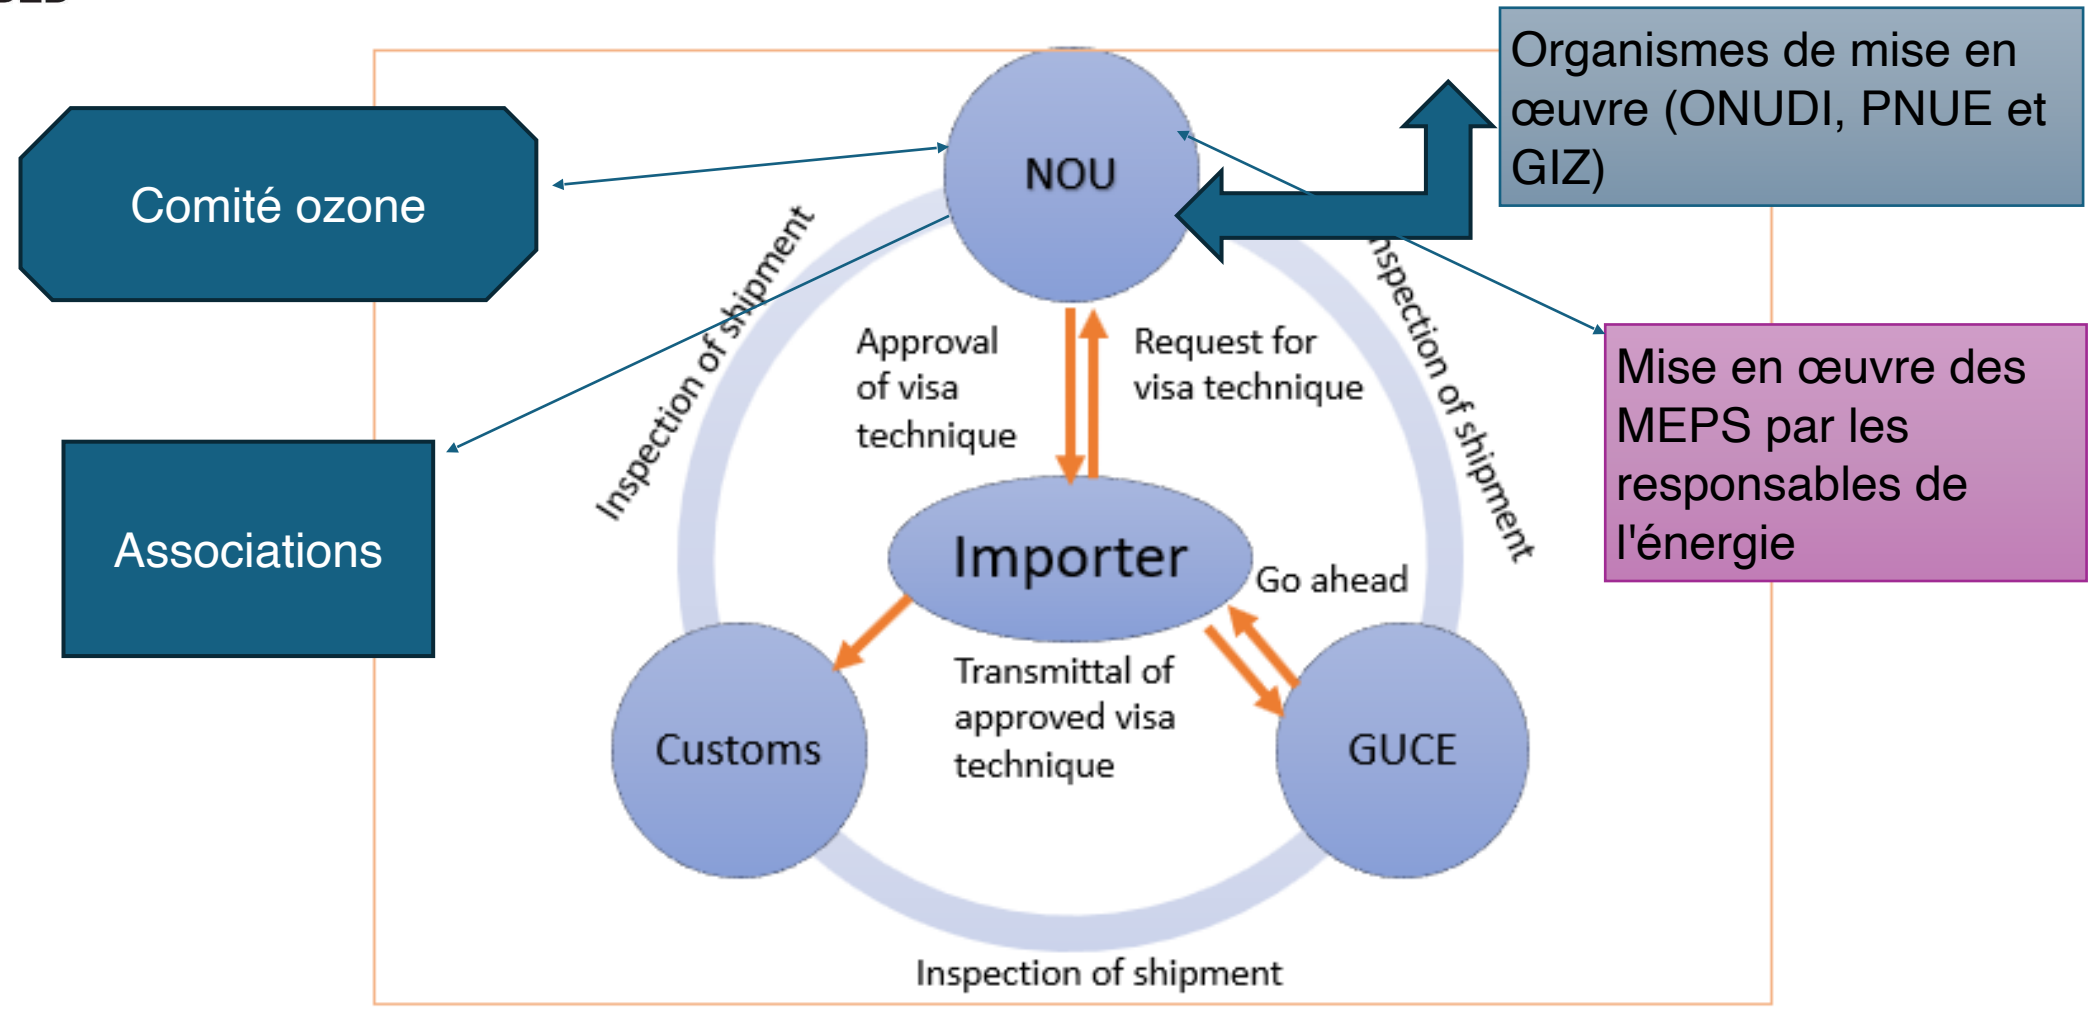 Organismes de mise en
œuvre (ONUDI, PNUE et
GIZ)
NOU
Comité ozone
Inspection of shipment
nspection of shipment
Approval
of visa
technique
Request for
visa technique
Mise en œuvre des
MEPS par les
responsables de
l'énergie
Associations
Importer
Go ahead
Transmittal of
approved visa
technique
Customs
GUCE
Inspection of shipment